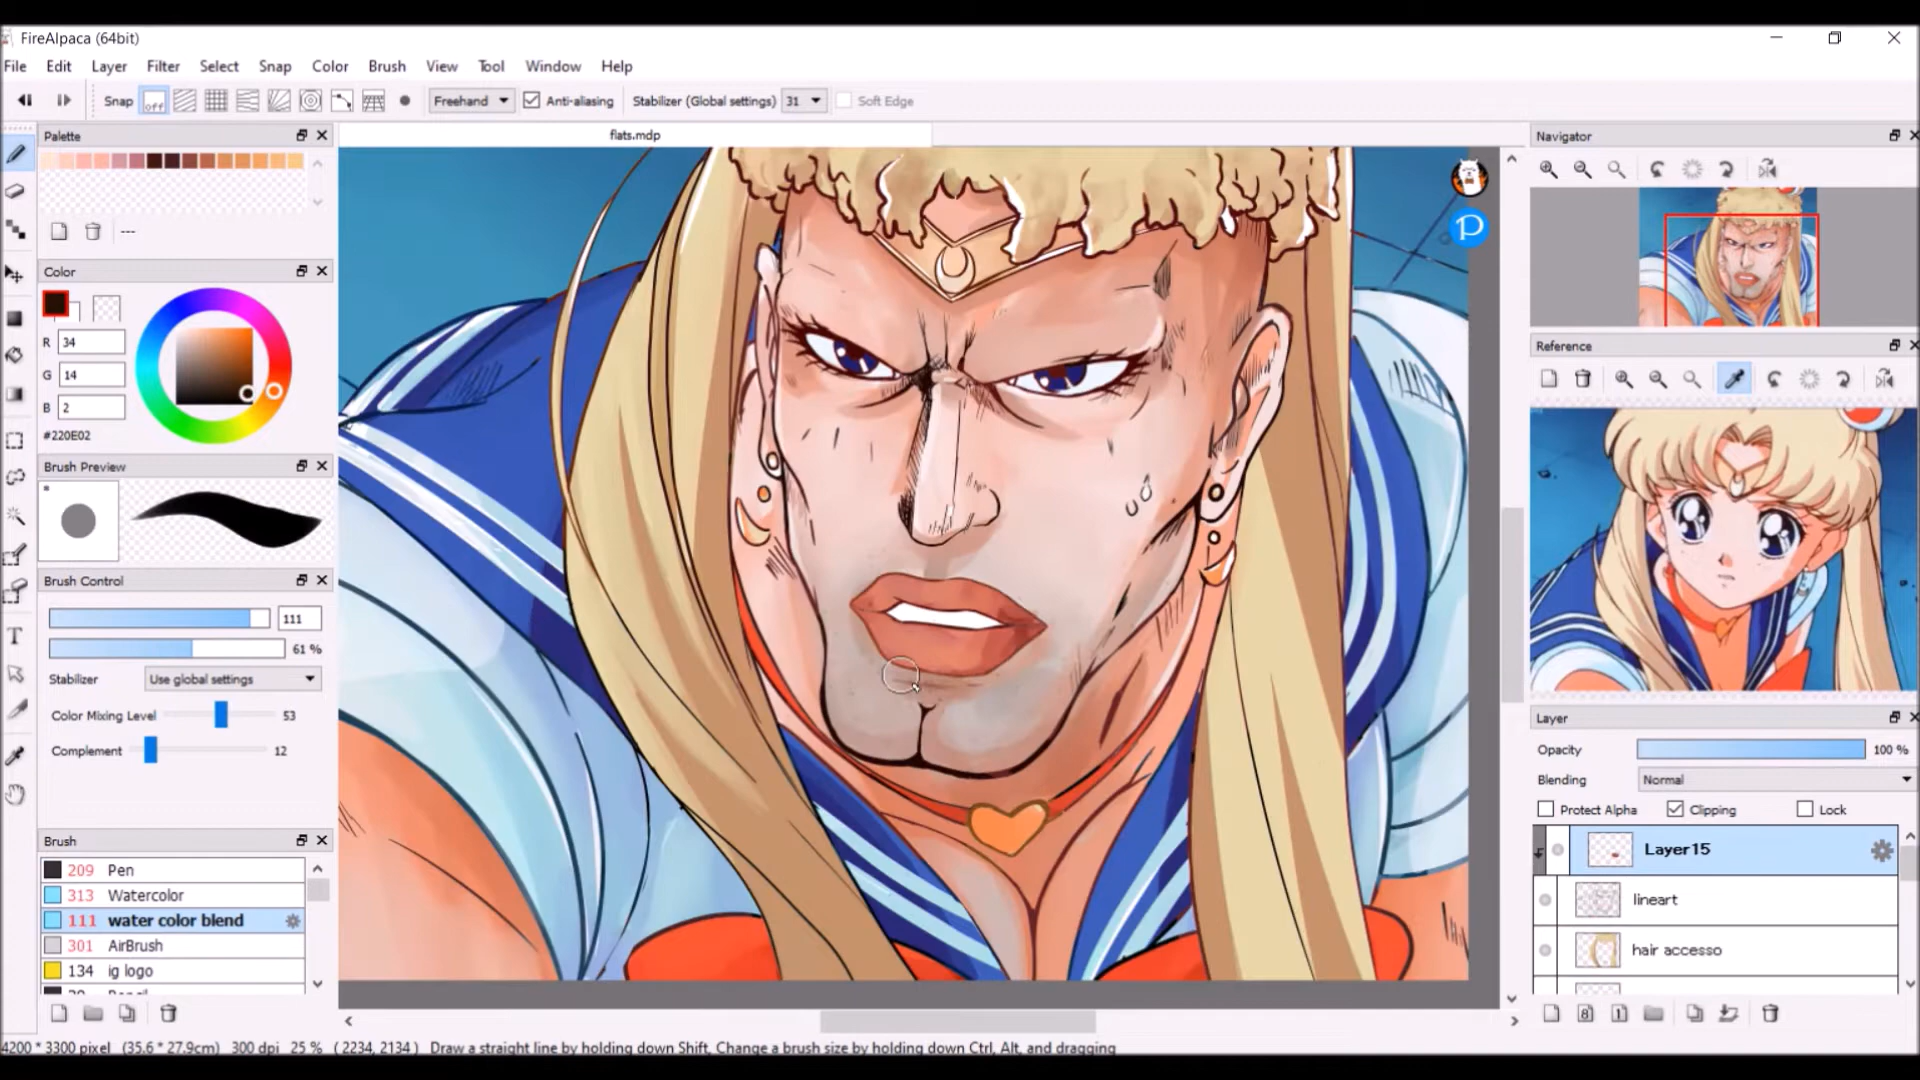 FireAlpaca (64bit)
File Edit Layer Filter Select Snap Color Brush View Tool Window Help
Snap off Freehand Anti-aliasing Stabilizer (Global settings) 31 Soft Edge
Palette
flats.mdp
Navigator
---
Color
R 34
G 14
B 2
#220E02
Reference
Brush Preview
Brush Control
111
61 %
Stabilizer Use global settings
Color Mixing Level 53
Complement 12
Brush
209 Pen
313 Watercolor
111 water color blend
301 AirBrush
134 ig logo
Layer
Opacity 100 %
Blending Normal
Protect Alpha Clipping Lock
Layer15
lineart
hair accesso
4200 * 3300 pixel (35.6 * 27.9cm) 300 dpi 25 % ( 2234, 2134 ) Draw a straight line by holding down Shift, Change a brush size by holding down Ctrl, Alt, and dragging